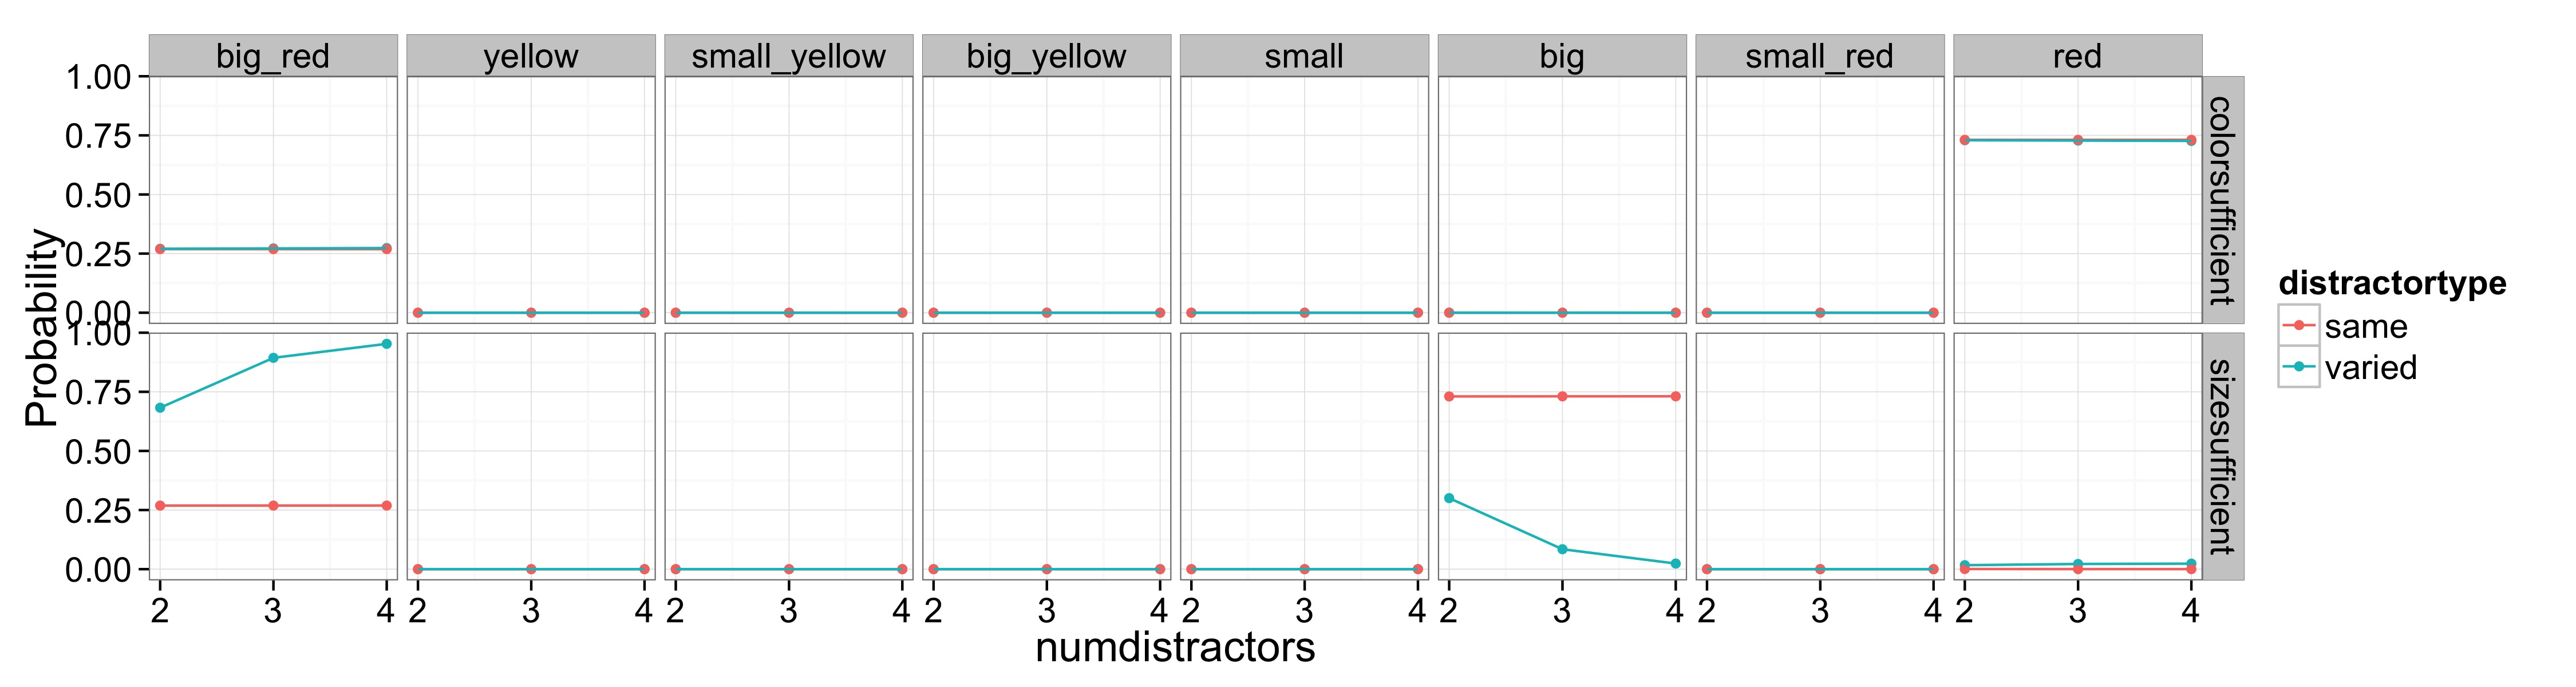 big_red yellow small_yellow big_yellow small big small_red red
1.00
0.75
0.50
0.25
0.00
colorsufficient
1.00
0.75
0.50
0.25
0.00
sizesufficient
Probability
2 3 4 2 3 4 2 3 4 2 3 4 2 3 4 2 3 4 2 3 4 2 3 4
numdistractors
distractortype
same
varied